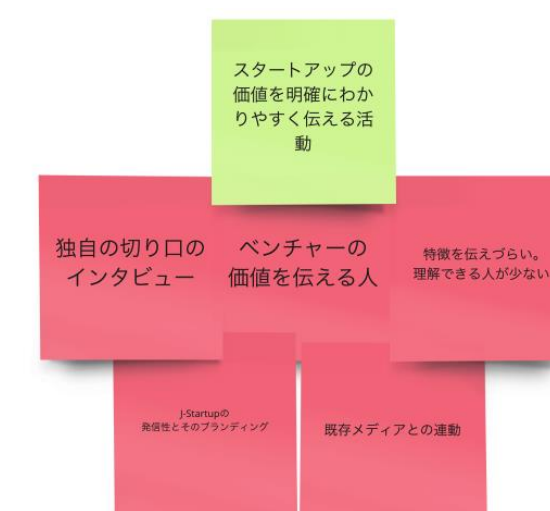 スタートアップの
価値を明確にわか
りやすく伝える活
動
独自の切り口の
インタビュー
ベンチャーの
価値を伝える人
特徴を伝えづらい。
理解できる人が少ない
J-Startupの
発信性とそのブランディング
既存メディアとの連動